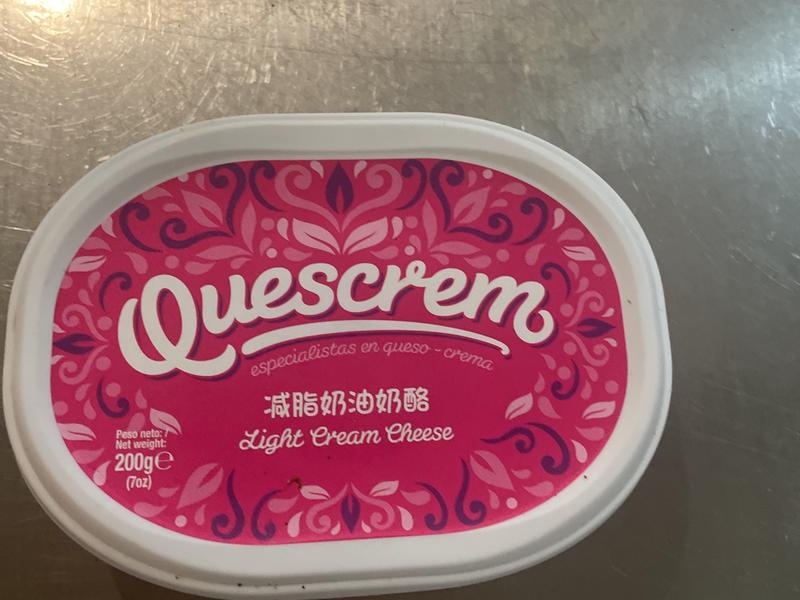 Quescrem
especialistas en queso-crema
减脂奶油奶酪
Light Cream Cheese
Peso neto: /
Net weight:
200g℮
(7oz)